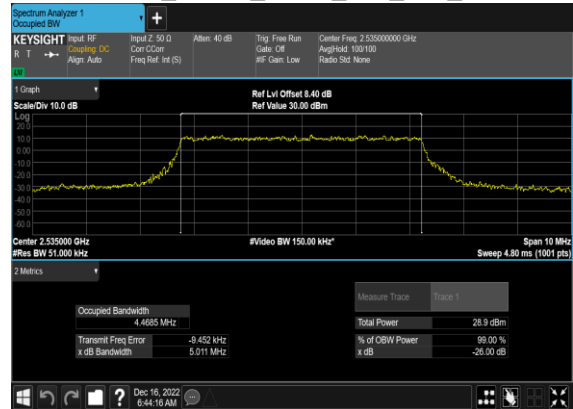 Spectrum Analyzer 1
Occupied BW
+
KEYSIGHT Input: RF Input Z: 50 Ω Atten: 40 dB Trig: Free Run Center Freq: 2.535000000 GHz
R T Coupling: DC Corr CCorr Gate: Off Avg|Hold: 100/100
Align: Auto Freq Ref: Int (S) #IF Gain: Low Radio Std: None
1 Graph
Ref Lvl Offset 8.40 dB
Scale/Div 10.0 dB Ref Value 30.00 dBm
Log
20.0
10.0
0.00
-10.0
-20.0
-30.0
-40.0
-50.0
-60.0
Center 2.535000 GHz #Video BW 150.00 kHz* Span 10 MHz
#Res BW 51.000 kHz Sweep 4.80 ms (1001 pts)
2 Metrics
Measure Trace Trace 1
Occupied Bandwidth
4.4685 MHz Total Power 28.9 dBm
Transmit Freq Error -9.452 kHz % of OBW Power 99.00 %
x dB Bandwidth 5.011 MHz x dB -26.00 dB
? Dec 16, 2022
6:44:16 AM